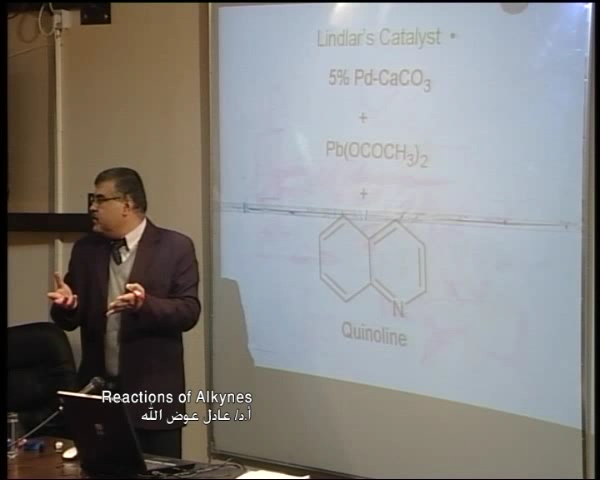 Lindlar's Catalyst •
5% Pd-CaCO₃
+
Pb(OCOCH₃)₂
+
N
Quinoline
Reactions of Alkynes
أ.د/ عادل عوض الله